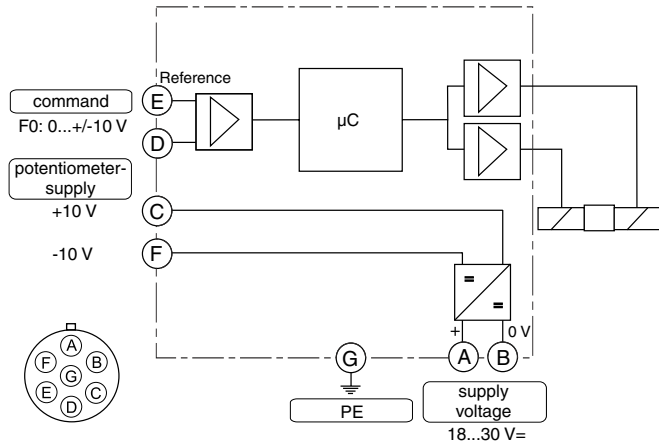 Reference
command
E
F0: 0...+/-10 V
D
µC
potentiometer-
supply
+10 V
C
-10 V
F
=
=
+
0 V
G
A
B
PE
supply
voltage
18...30 V=
A
F
B
G
E
C
D